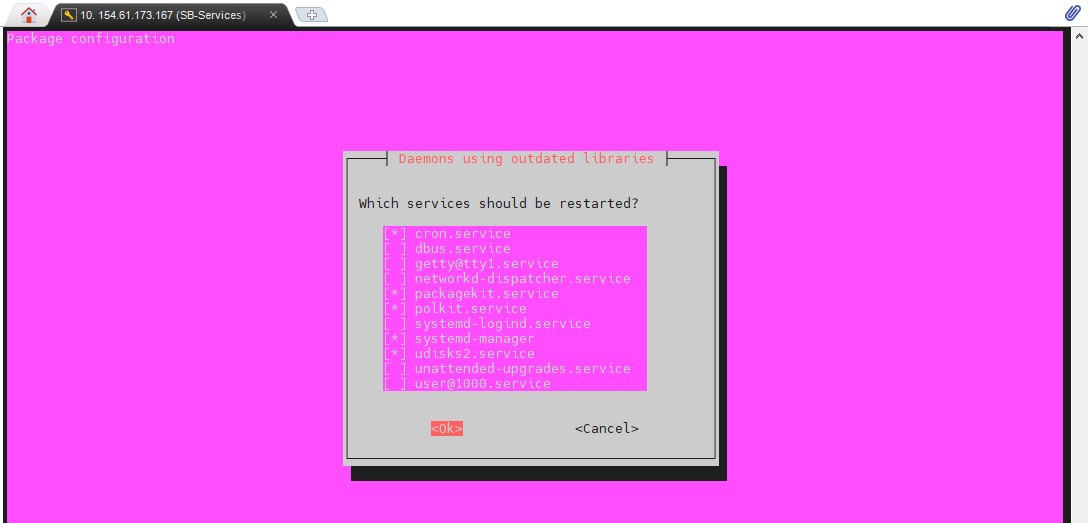 10. 154.61.173.167 (SB-Services)
Package configuration
Daemons using outdated libraries
Which services should be restarted?
[*] cron.service
[ ] dbus.service
[ ] getty@tty1.service
[ ] networkd-dispatcher.service
[*] packagekit.service
[*] polkit.service
[ ] systemd-logind.service
[*] systemd-manager
[*] udisks2.service
[ ] unattended-upgrades.service
[ ] user@1000.service
<Ok> <Cancel>